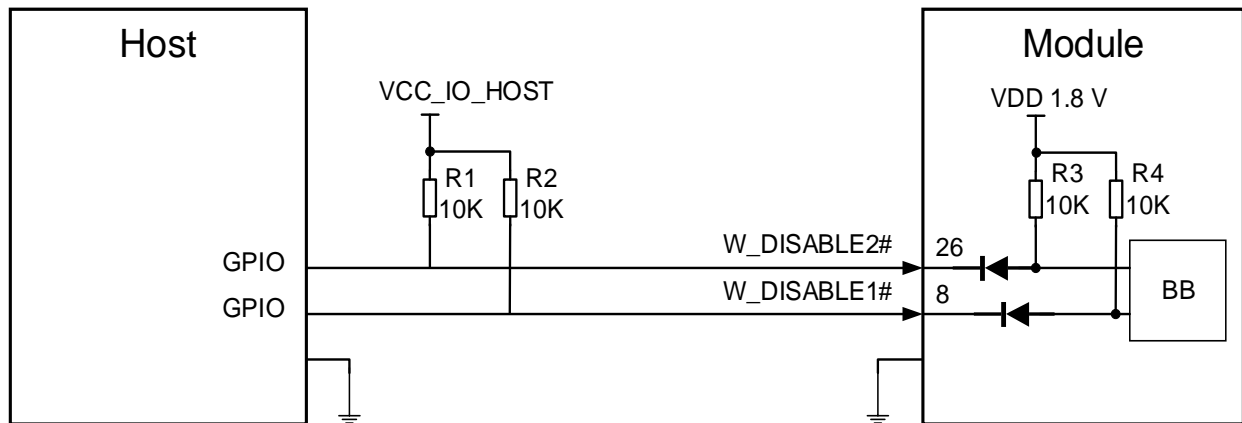 Host
Module
VCC_IO_HOST
VDD 1.8 V
R1
10K
R2
10K
R3
10K
R4
10K
GPIO
W_DISABLE2#
26
GPIO
W_DISABLE1#
8
BB